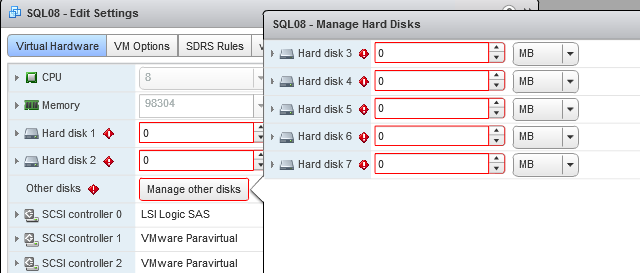 SQL08 - Edit Settings
Virtual Hardware
VM Options
SDRS Rules
CPU
8
Memory
98304
Hard disk 1
0
Hard disk 2
0
Other disks
Manage other disks
SCSI controller 0
LSI Logic SAS
SCSI controller 1
VMware Paravirtual
SCSI controller 2
VMware Paravirtual
SQL08 - Manage Hard Disks
Hard disk 3
0
MB
Hard disk 4
0
MB
Hard disk 5
0
MB
Hard disk 6
0
MB
Hard disk 7
0
MB